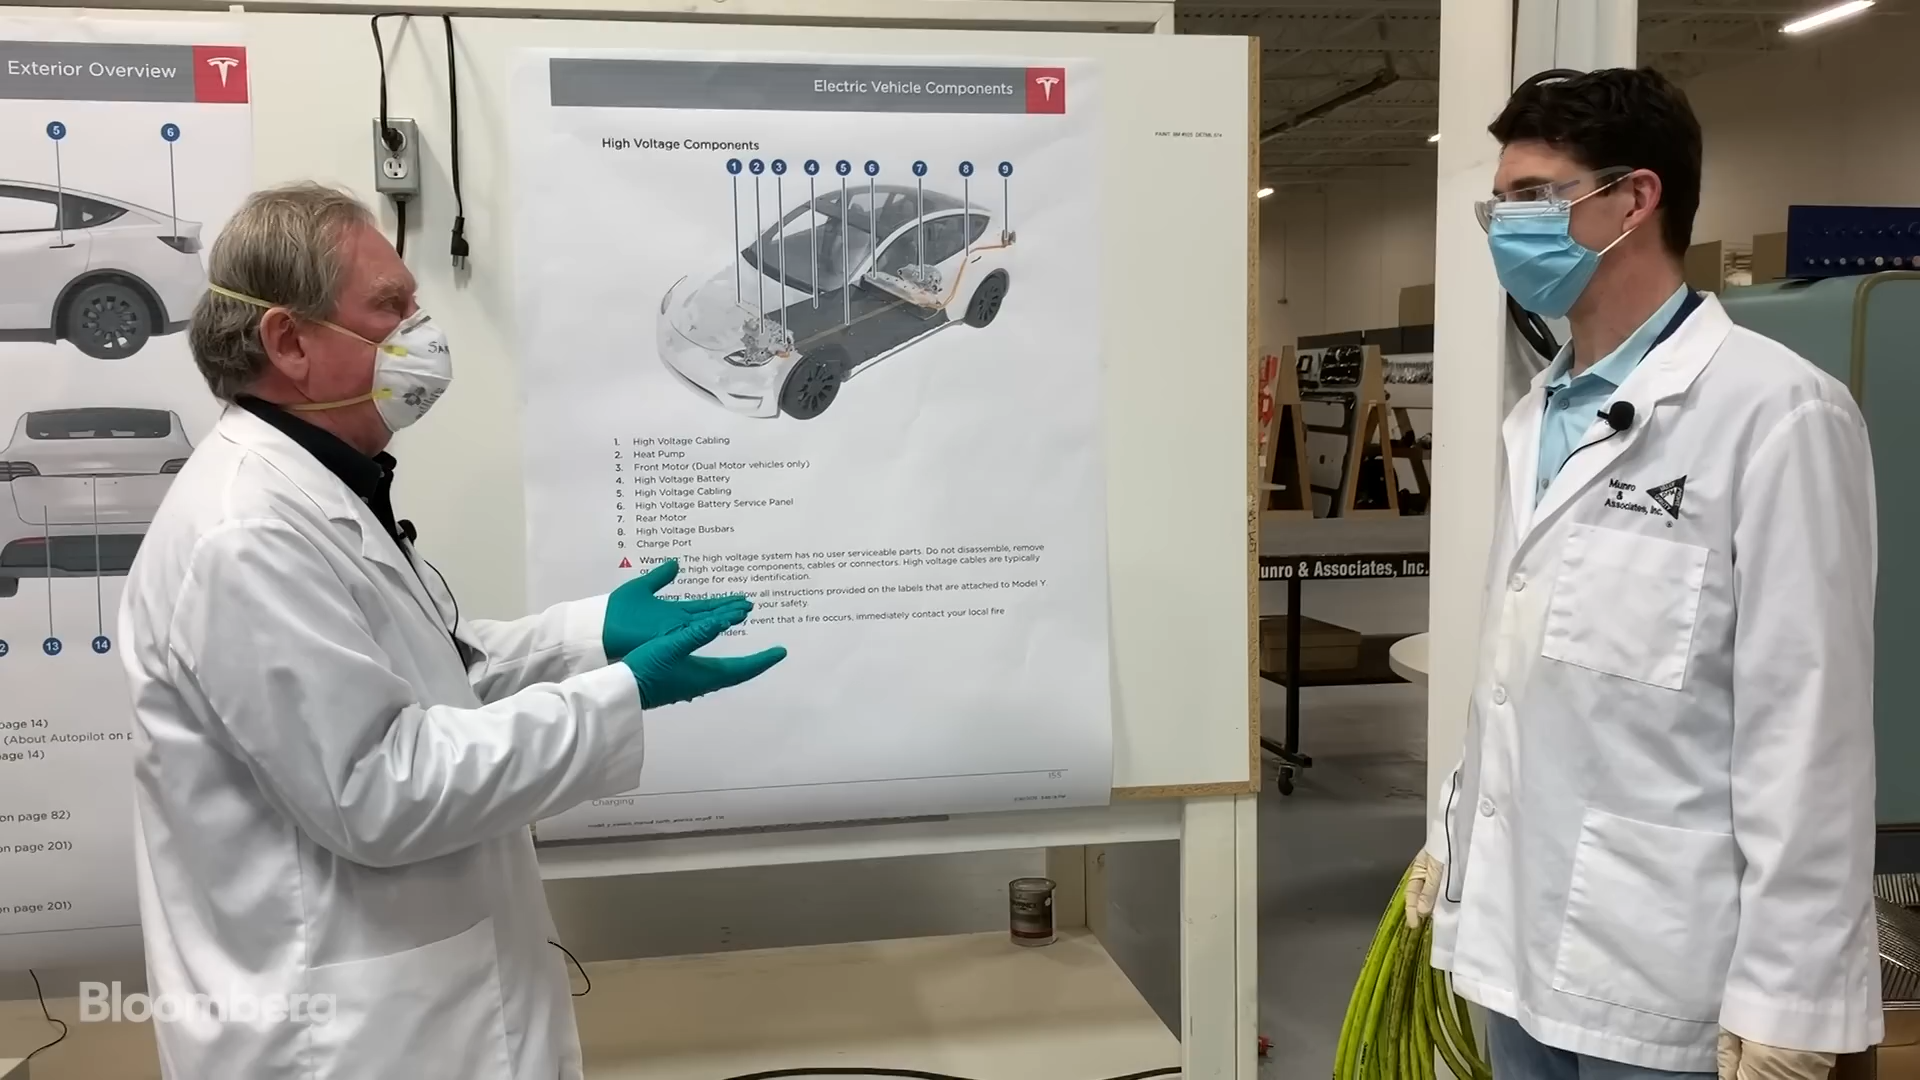 Exterior Overview
5
6
13
14
page 14)
(About Autopilot on
page 14)
on page 82)
on page 201)
on page 201)
Electric Vehicle Components
High Voltage Components
1 2 3 4 5 6 7 8 9
1. High Voltage Cabling
2. Heat Pump
3. Front Motor (Dual Motor vehicles only)
4. High Voltage Battery
5. High Voltage Cabling
6. High Voltage Battery Service Panel
7. Rear Motor
8. High Voltage Busbars
9. Charge Port
Warning: The high voltage system has no user serviceable parts. Do not disassemble, remove
high voltage components, cables or connectors. High voltage cables are typically
orange for easy identification.
Read and follow all instructions provided on the labels that are attached to Model Y.
your safety.
event that a fire occurs, immediately contact your local fire
Charging
155
Munro
&
Associates, Inc.
unro & Associates, Inc.
Bloomberg